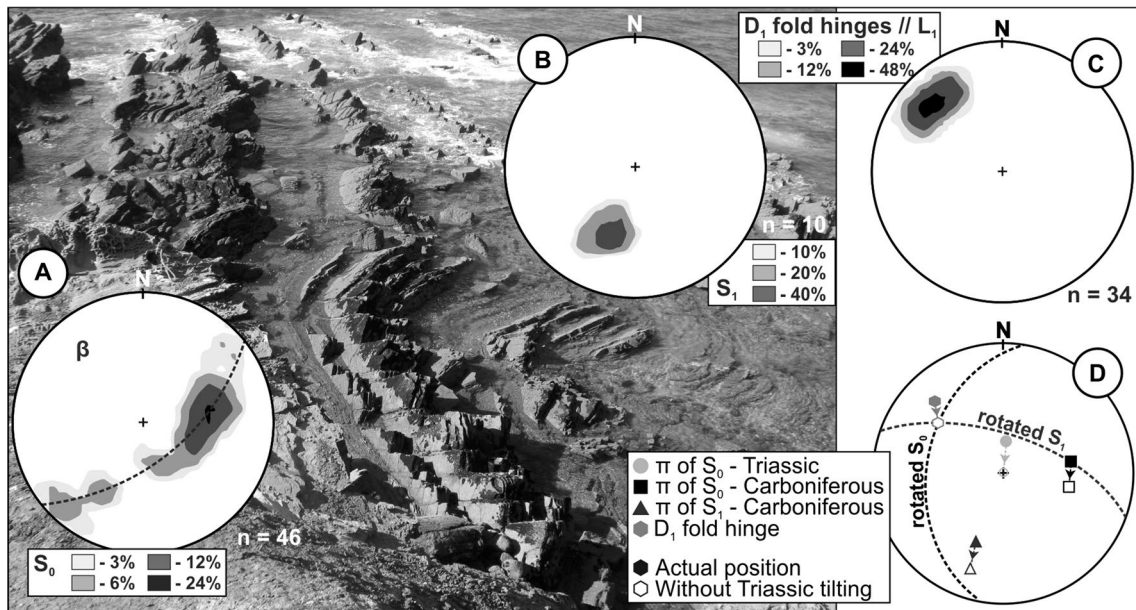 A
N
β
n = 46
S₀ - 3% - 12%
- 6% - 24%
B
N
n = 10
S₁
- 10%
- 20%
- 40%
D₁ fold hinges // L₁
- 3% - 24%
- 12% - 48%
C
N
n = 34
D
N
rotated S₁
rotated S₀
π of S₀ - Triassic
π of S₀ - Carboniferous
π of S₁ - Carboniferous
D₁ fold hinge
Actual position
Without Triassic tilting